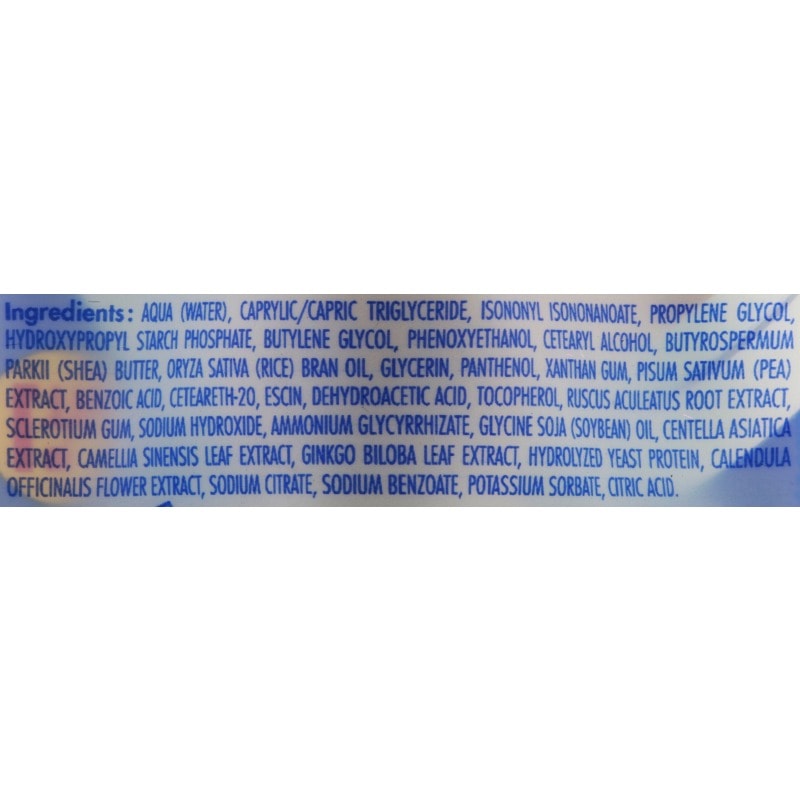 Ingredients: AQUA (WATER), CAPRYLIC/CAPRIC TRIGLYCERIDE, ISONONYL ISONONANOATE, PROPYLENE GLYCOL,
HYDROXYPROPYL STARCH PHOSPHATE, BUTYLENE GLYCOL, PHENOXYETHANOL, CETEARYL ALCOHOL, BUTYROSPERMUM
PARKII (SHEA) BUTTER, ORYZA SATIVA (RICE) BRAN OIL, GLYCERIN, PANTHENOL, XANTHAN GUM, PISUM SATIVUM (PEA)
EXTRACT, BENZOIC ACID, CETEARETH-20, ESCIN, DEHYDROACETIC ACID, TOCOPHEROL, RUSCUS ACULEATUS ROOT EXTRACT,
SCLEROTIUM GUM, SODIUM HYDROXIDE, AMMONIUM GLYCYRRHIZATE, GLYCINE SOJA (SOYBEAN) OIL, CENTELLA ASIATICA
EXTRACT, CAMELLIA SINENSIS LEAF EXTRACT, GINKGO BILOBA LEAF EXTRACT, HYDROLYZED YEAST PROTEIN, CALENDULA
OFFICINALIS FLOWER EXTRACT, SODIUM CITRATE, SODIUM BENZOATE, POTASSIUM SORBATE, CITRIC ACID.